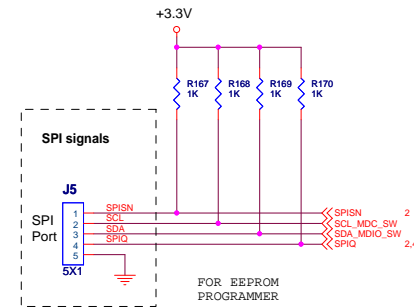 +3.3V
R167 R168 R169 R170
1K 1K 1K 1K
SPI signals
J5
SPI
Port
1 SPISN
2 SCL
3 SDA
4 SPIQ
5
5X1
SPISN 2
SCL_MDC_SW
SDA_MDIO_SW
SPIQ 2,4
FOR EEPROM
PROGRAMMER